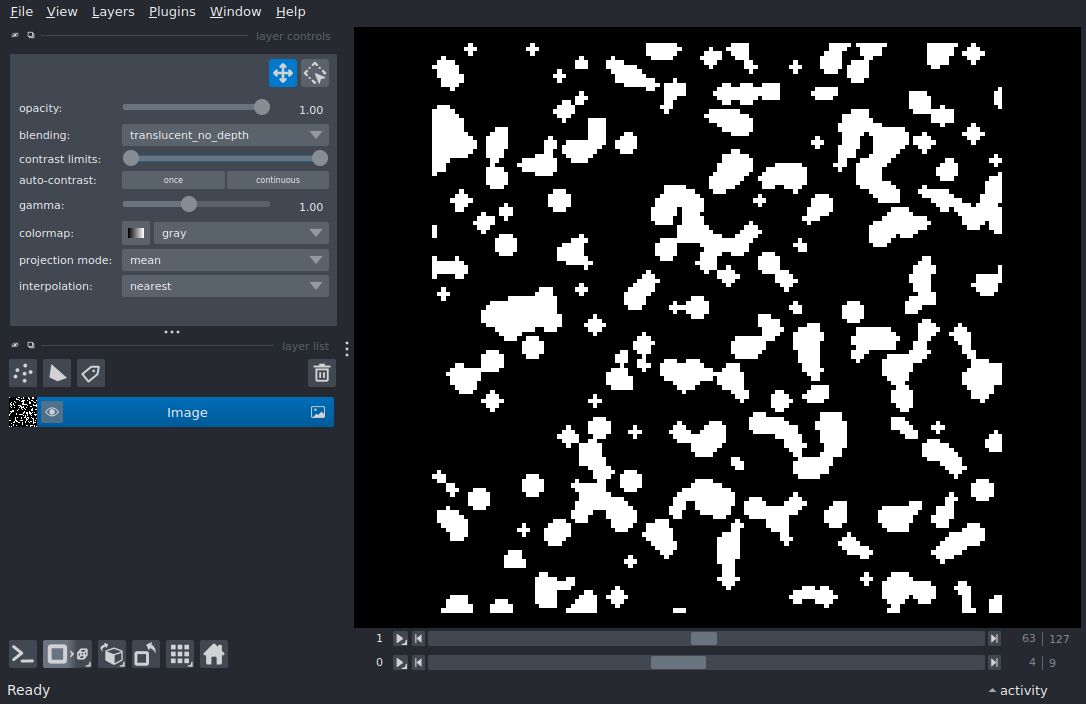 File View Layers Plugins Window Help
layer controls
opacity: 1.00
blending: translucent_no_depth
contrast limits:
auto-contrast: once continuous
gamma: 1.00
colormap: gray
projection mode: mean
interpolation: nearest
layer list
Image
1 63 127
0 4 9
Ready activity